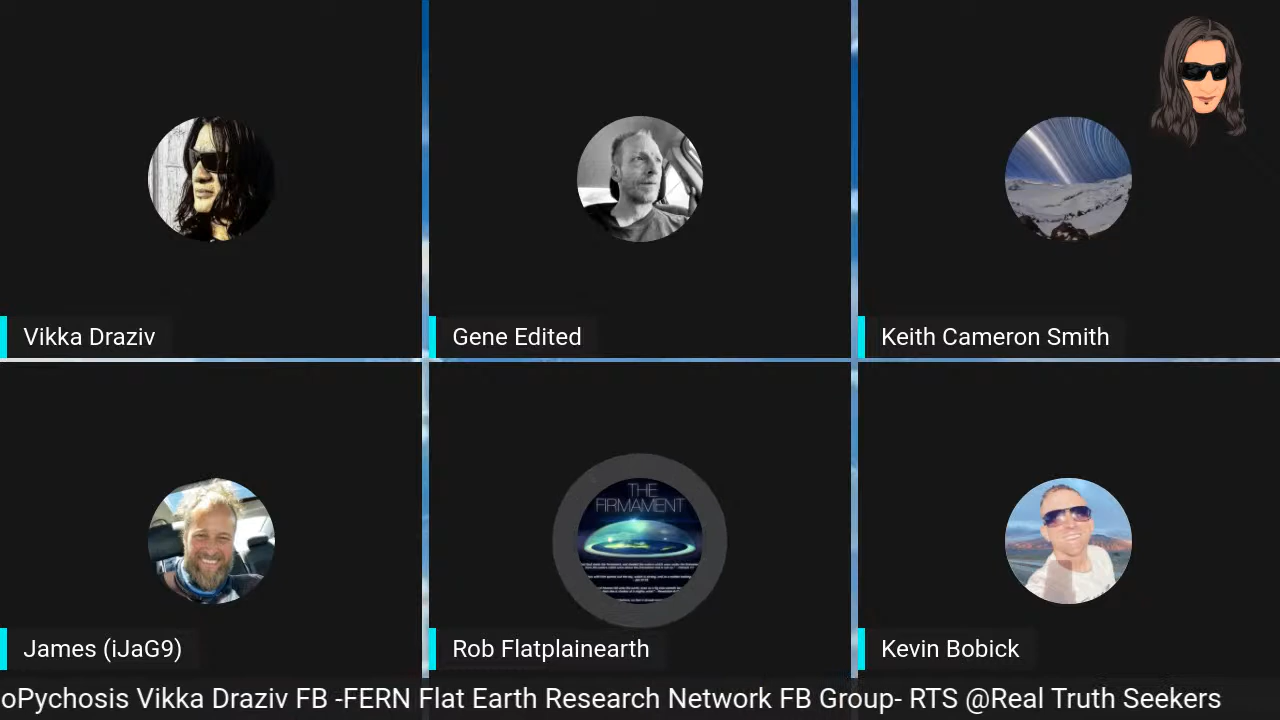 Vikka Draziv
Gene Edited
Keith Cameron Smith
THE
FIRMAMENT
James (iJaG9)
Rob Flatplainearth
Kevin Bobick
oPychosis Vikka Draziv FB -FERN Flat Earth Research Network FB Group- RTS @Real Truth Seekers